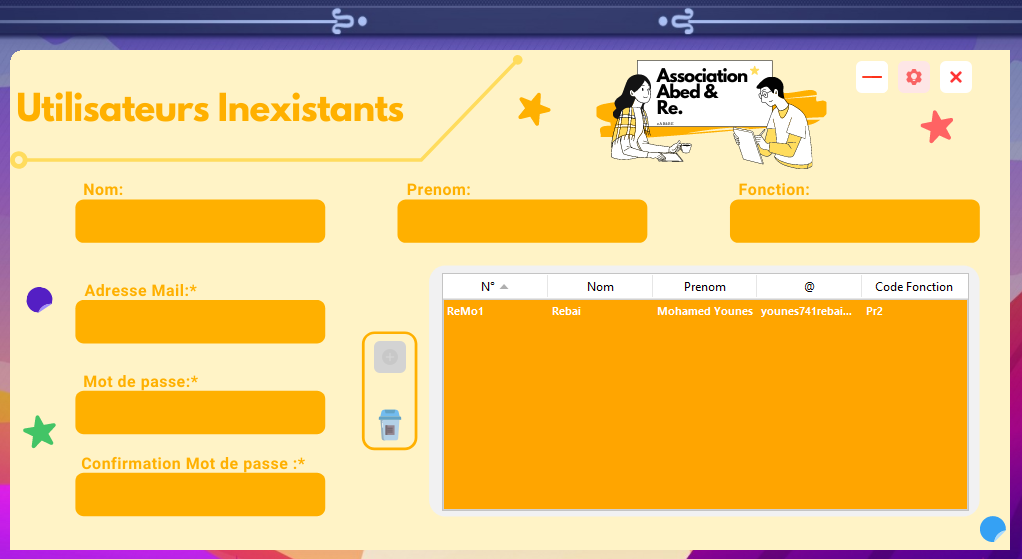 Association
Abed &
Re.
Utilisateurs Inexistants
Nom:
Prenom:
Fonction:
Adresse Mail:*
Mot de passe:*
Confirmation Mot de passe :*
N° Nom Prenom @ Code Fonction
ReMo1 Rebai Mohamed Younes younes741rebai... Pr2